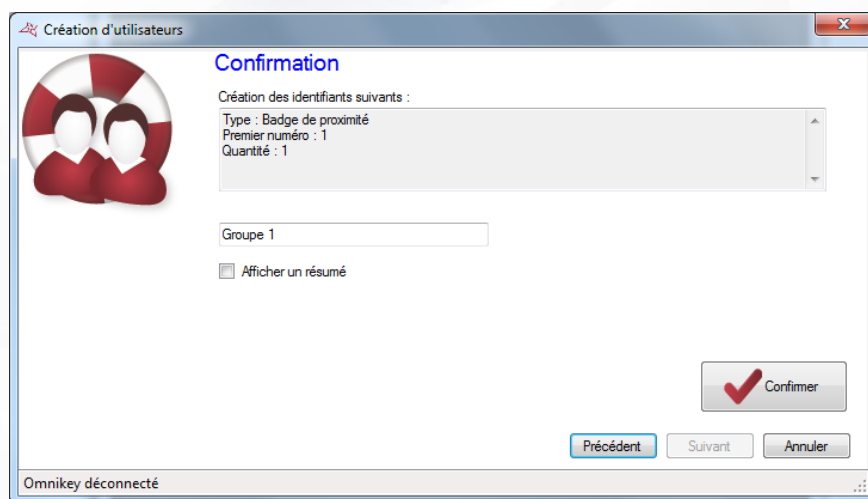 Création d'utilisateurs
Confirmation
Création des identifiants suivants :
Type : Badge de proximité
Premier numéro : 1
Quantité : 1
Groupe 1
Afficher un résumé
Confirmer
Précédent
Suivant
Annuler
Omnikey déconnecté